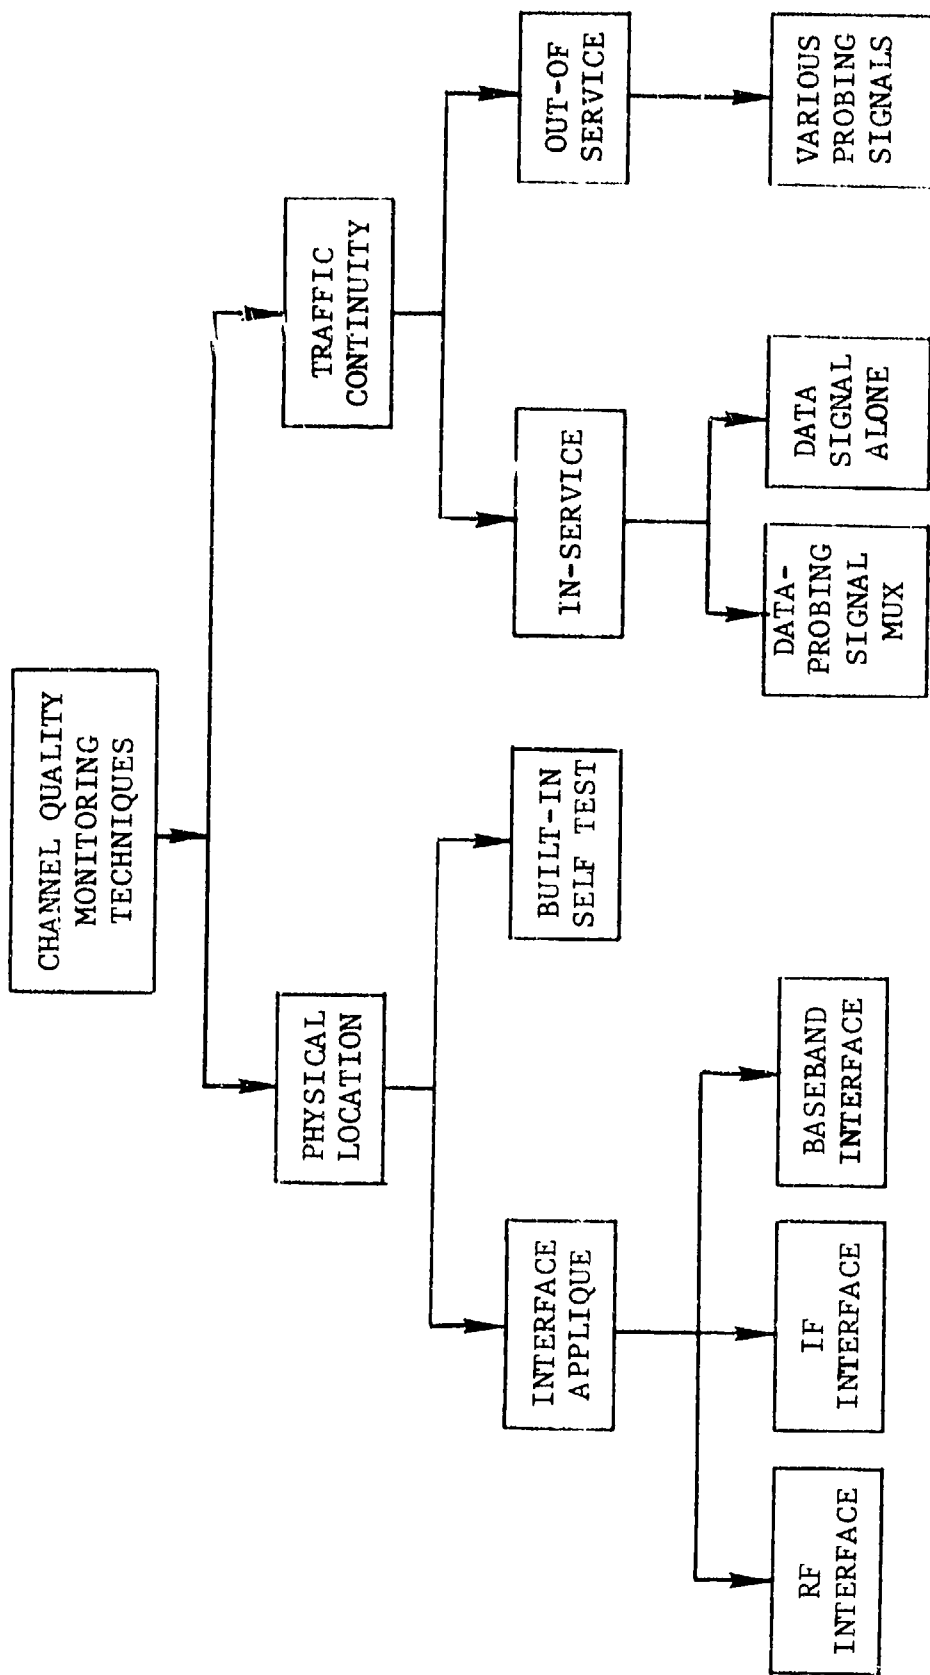 CHANNEL QUALITY
MONITORING
TECHNIQUES
PHYSICAL
LOCATION
TRAFFIC
CONTINUITY
INTERFACE
APPLIQUE
BUILT-IN
SELF TEST
IN-SERVICE
OUT-OF
SERVICE
RF
INTERFACE
IF
INTERFACE
BASEBAND
INTERFACE
DATA-
PROBING
SIGNAL
MUX
DATA
SIGNAL
ALONE
VARIOUS
PROBING
SIGNALS